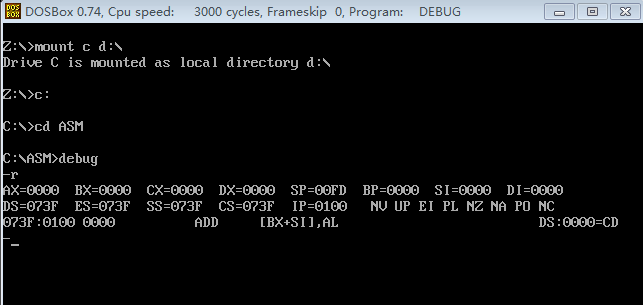 DOSBox 0.74, Cpu speed: 3000 cycles, Frameskip 0, Program: DEBUG
Z:\>mount c d:\
Drive C is mounted as local directory d:\
Z:\>c:
C:\>cd ASM
C:\ASM>debug
-r
AX=0000 BX=0000 CX=0000 DX=0000 SP=00FD BP=0000 SI=0000 DI=0000
DS=073F ES=073F SS=073F CS=073F IP=0100 NV UP EI PL NZ NA PO NC
073F:0100 0000 ADD [BX+SI],AL DS:0000=CD
-_